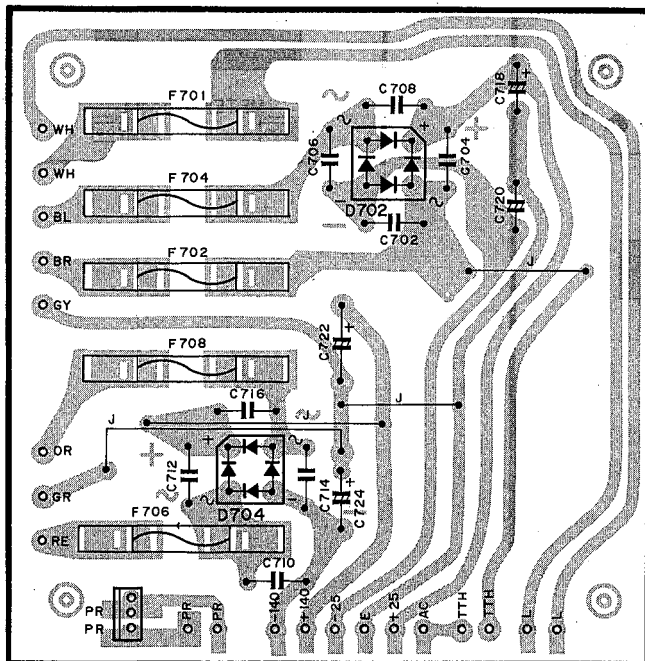 F701
WH
WH
F704
BL
BR
F702
GY
F708
OR
GR
RE
F706
C708
C706
C704
+
D702
C702
C718
+
C720
J
C722
+
J
C716
J
C712
+
D704
C714
C724
+
C710
PR
PR
PR
PR
-140
+140
-25
E
+25
AC
TTH
TTH
L
L